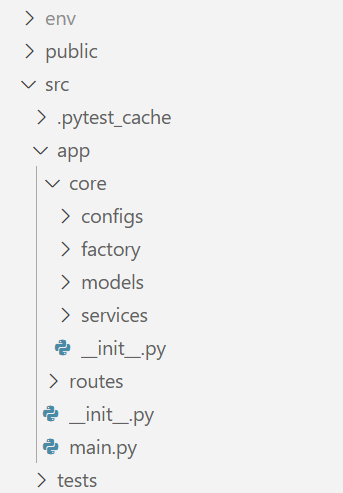 env
public
src
.pytest_cache
app
core
configs
factory
models
services
__init__.py
routes
__init__.py
main.py
tests